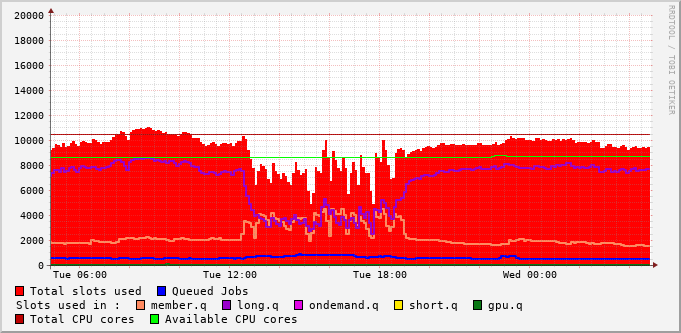 RRDTOOL / TOBI OETIKER
20000
18000
16000
14000
12000
10000
8000
6000
4000
2000
0
Tue 06:00 Tue 12:00 Tue 18:00 Wed 00:00
Total slots used Queued Jobs
Slots used in : member.q long.q ondemand.q short.q gpu.q
Total CPU cores Available CPU cores